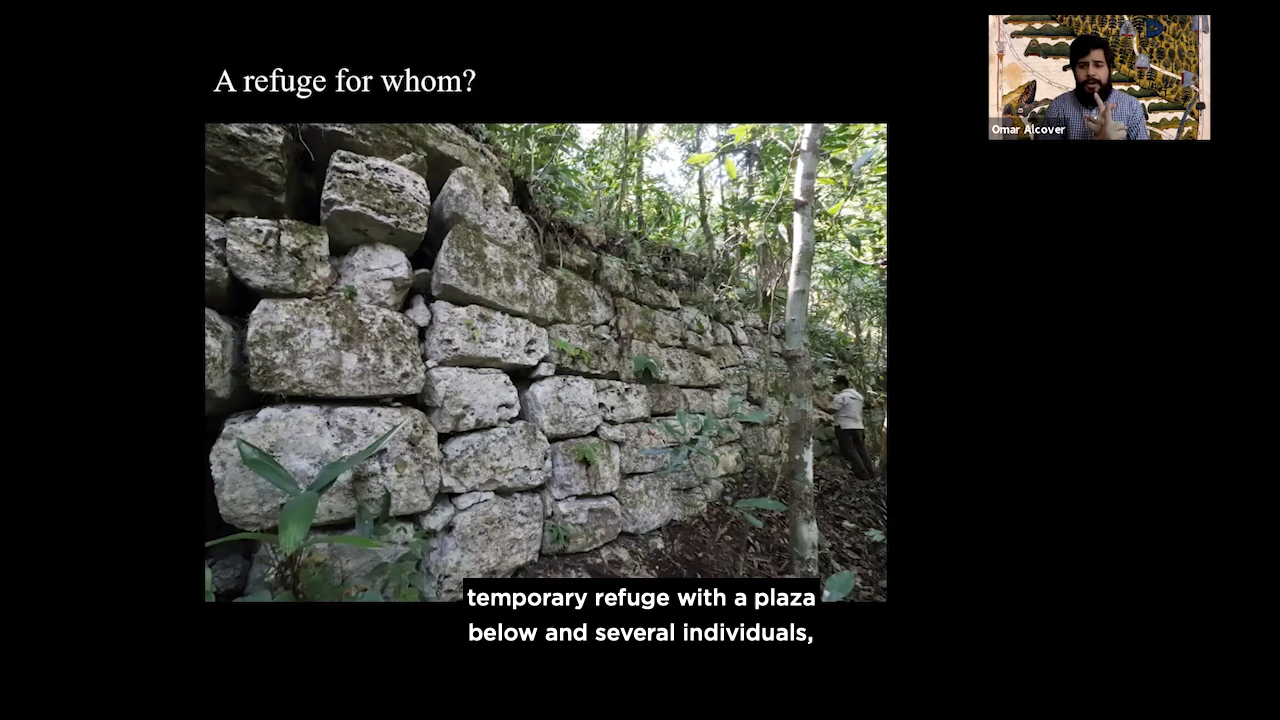 A refuge for whom?
Omar Alcover
temporary refuge with a plaza
below and several individuals,